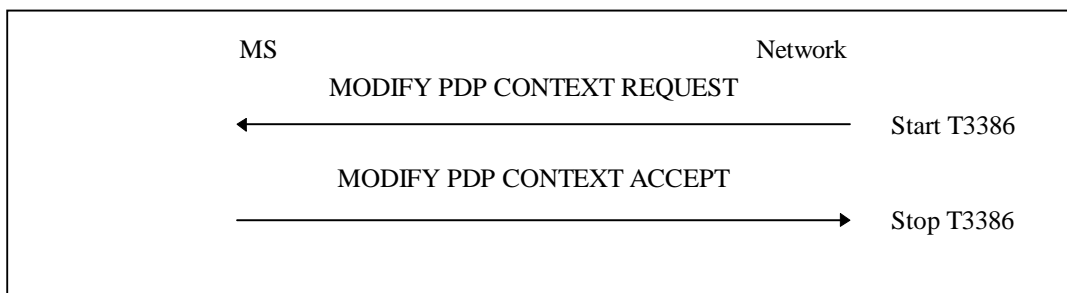 MS Network
MODIFY PDP CONTEXT REQUEST
Start T3386
MODIFY PDP CONTEXT ACCEPT
Stop T3386